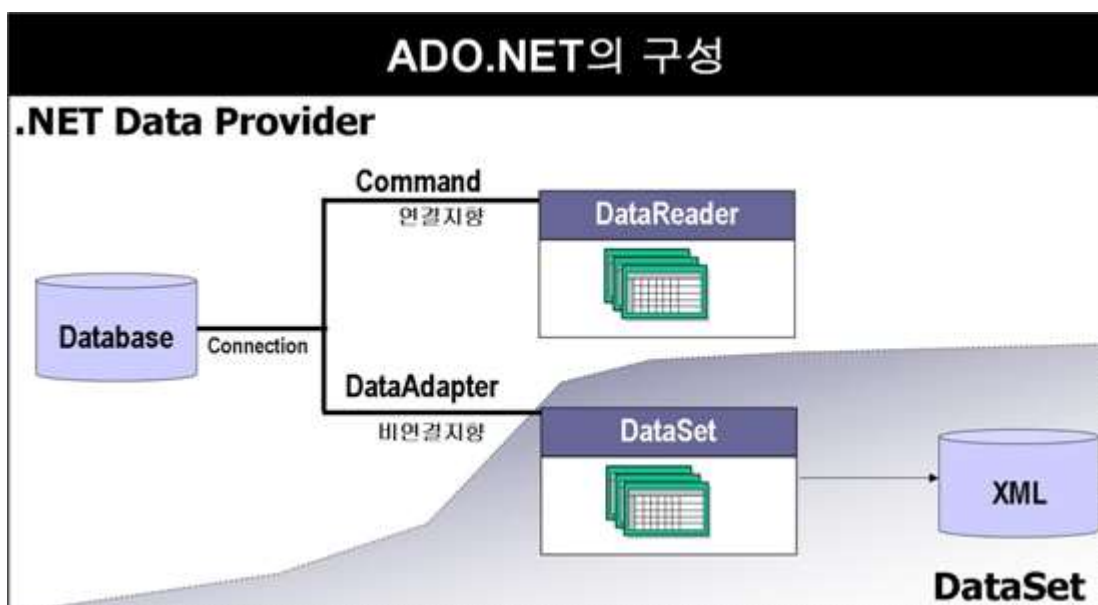 ADO.NET의 구성
.NET Data Provider
Command
연결지향
DataReader
Database
Connection
DataAdapter
비연결지향
DataSet
XML
DataSet